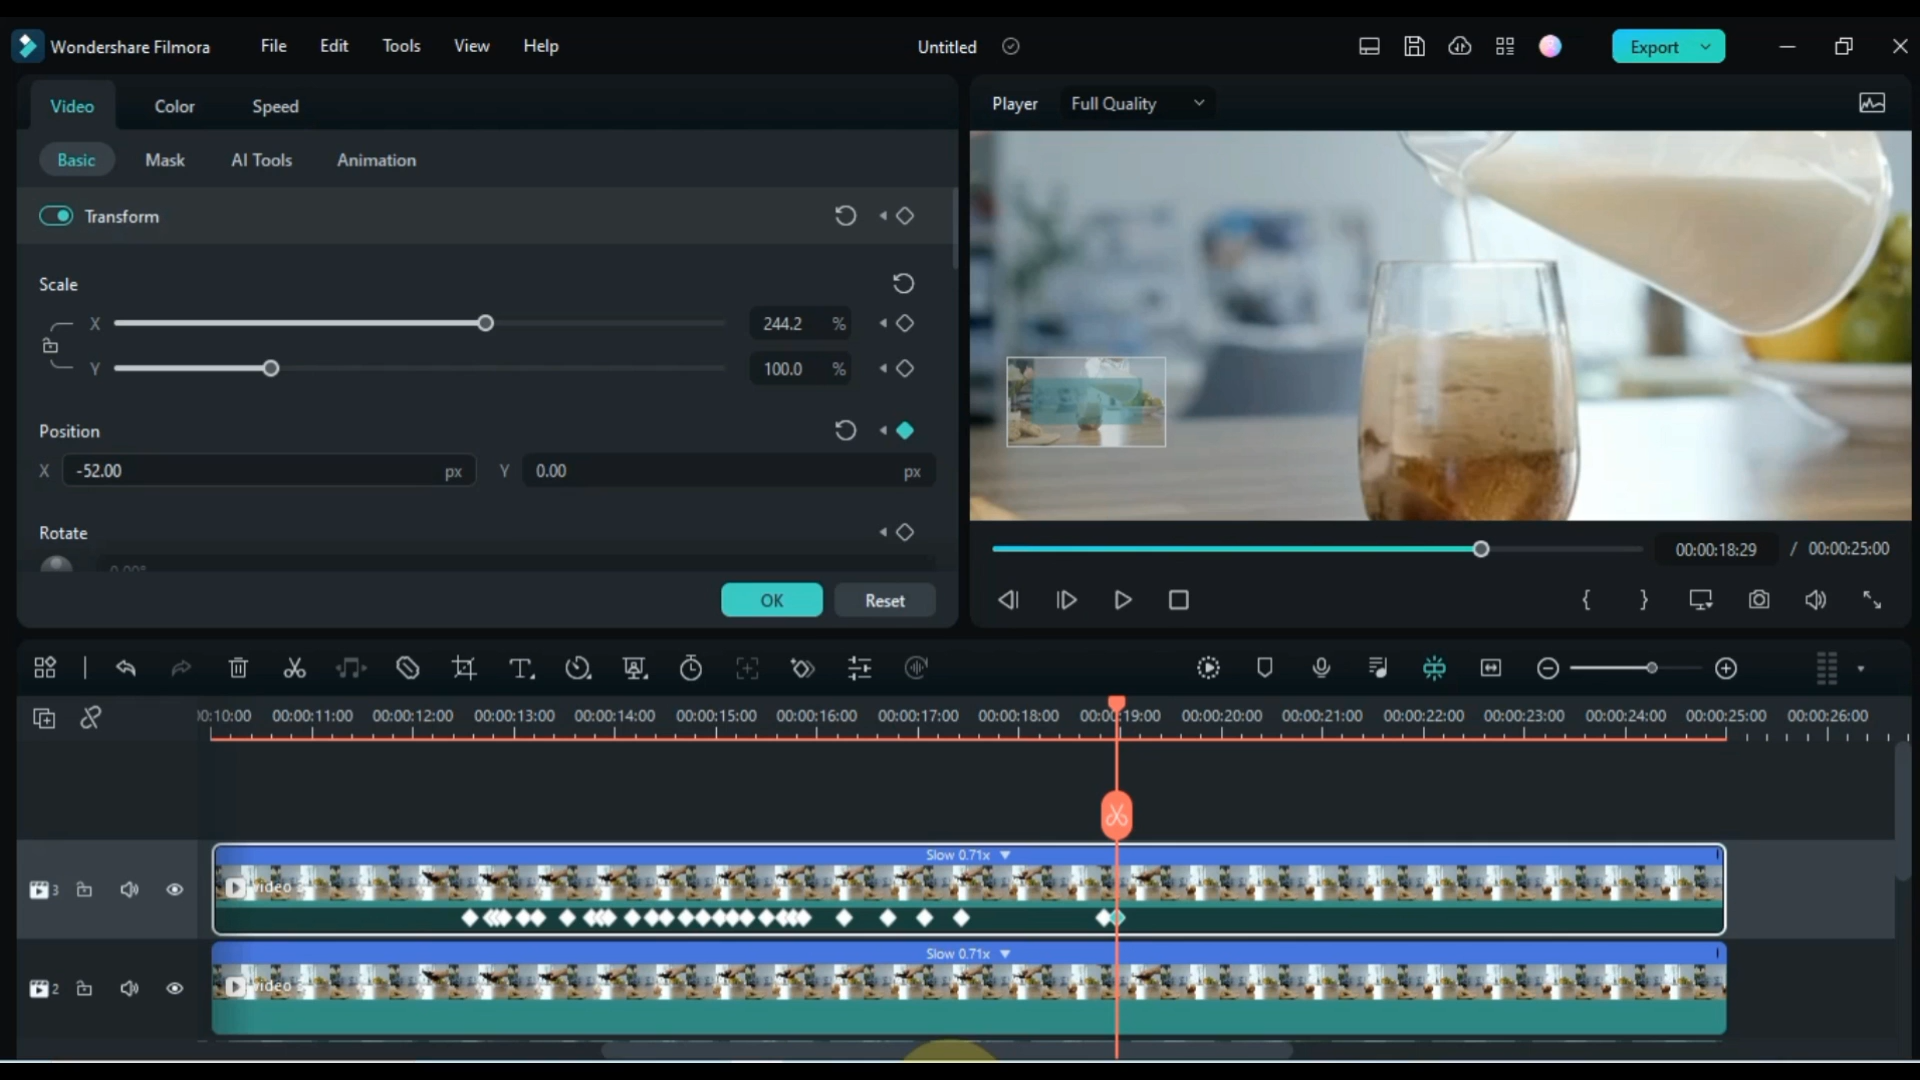 Wondershare Filmora File Edit Tools View Help Untitled Export
Video Color Speed
Player Full Quality
Basic Mask AI Tools Animation
Transform
Scale
X 244.2 %
Y 100.0 %
Position
X -52.00 px Y 0.00 px
Rotate
0.00°
OK Reset
00:00:18:29 / 00:00:25:00
00:10:00 00:00:11:00 00:00:12:00 00:00:13:00 00:00:14:00 00:00:15:00 00:00:16:00 00:00:17:00 00:00:18:00 00:00:19:00 00:00:20:00 00:00:21:00 00:00:22:00 00:00:23:00 00:00:24:00 00:00:25:00 00:00:26:00
Slow 0.71x
3 video
Slow 0.71x
2 video